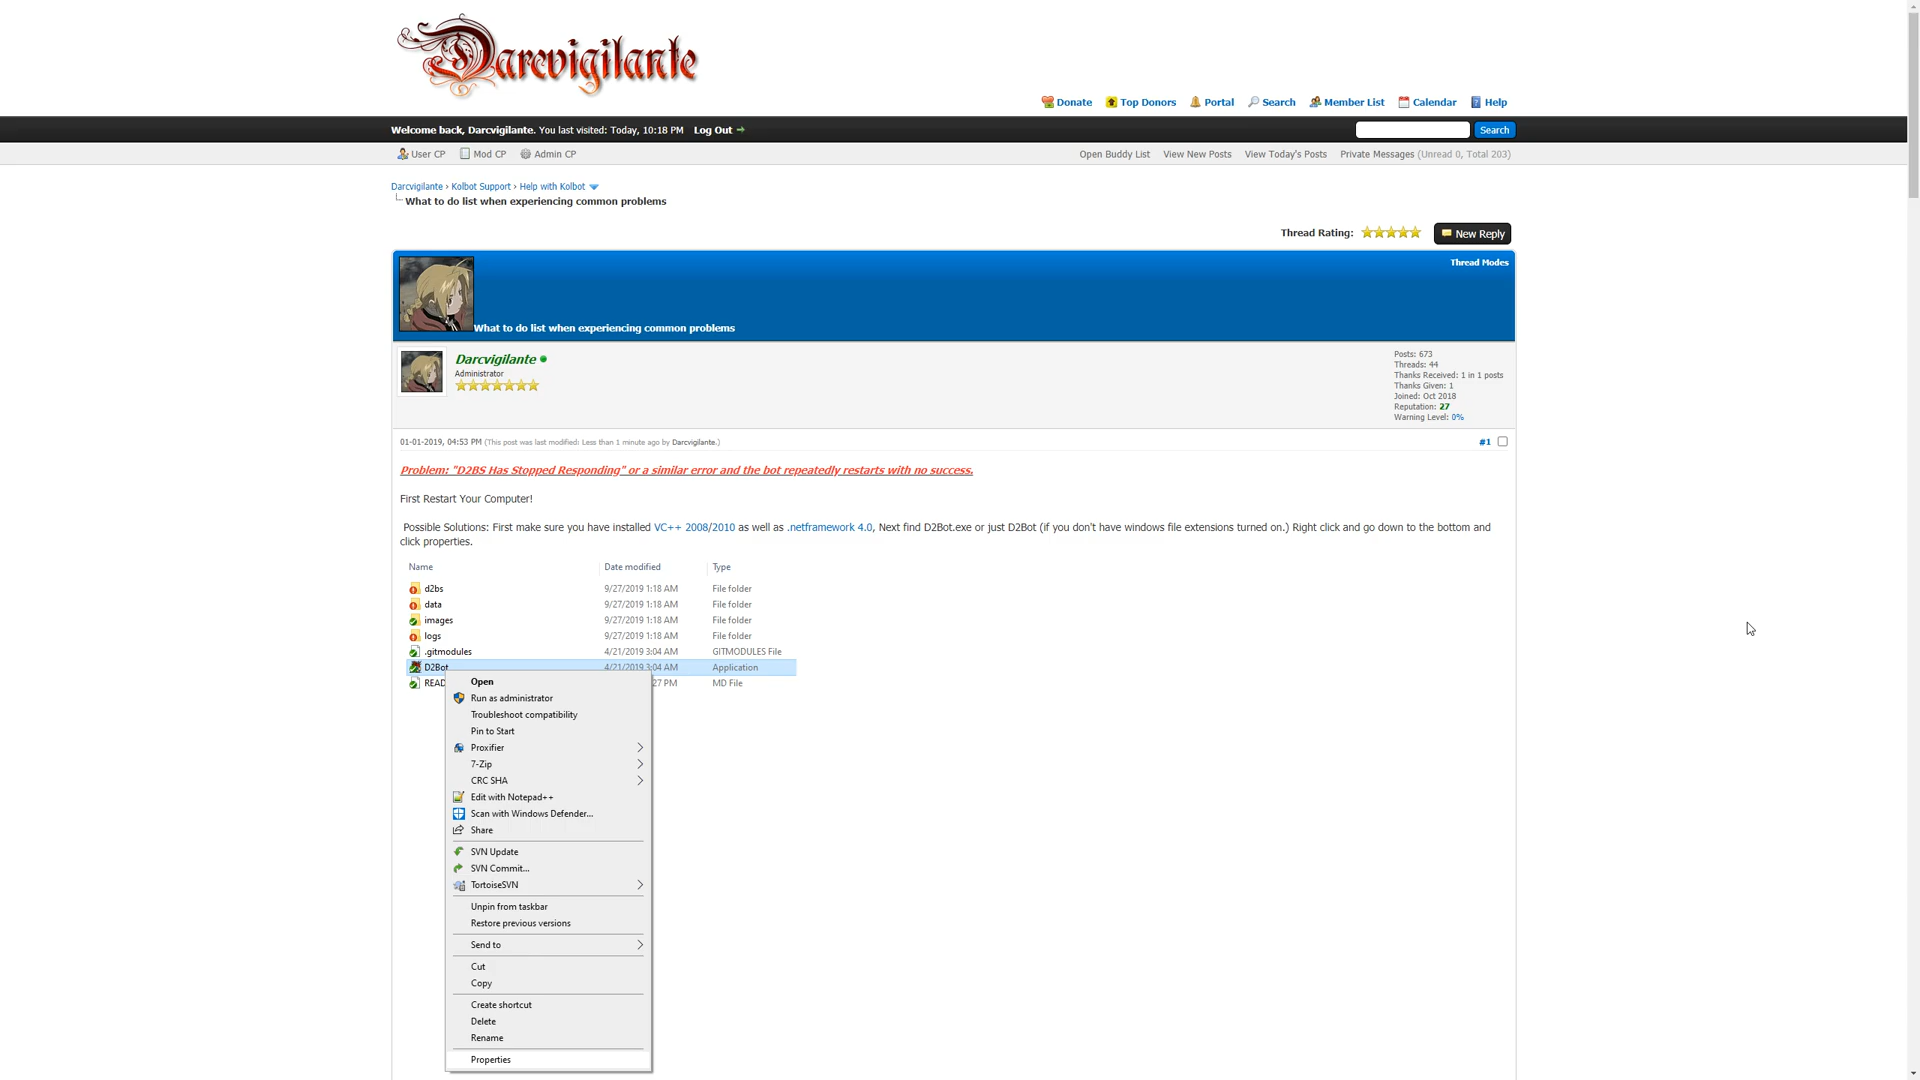 Darcvigilante
Donate Top Donors Portal Search Member List Calendar Help
Welcome back, Darcvigilante. You last visited: Today, 10:18 PM Log Out
Search
User CP Mod CP Admin CP
Open Buddy List View New Posts View Today's Posts Private Messages (Unread 0, Total 203)
Darcvigilante › Kolbot Support › Help with Kolbot
What to do list when experiencing common problems
Thread Rating:
New Reply
Thread Modes
What to do list when experiencing common problems
Darcvigilante
Administrator
Posts: 673
Threads: 44
Thanks Received: 1 in 1 posts
Thanks Given: 1
Joined: Oct 2018
Reputation: 27
Warning Level: 0%
01-01-2019, 04:53 PM (This post was last modified: Less than 1 minute ago by Darcvigilante.)
#1
Problem: "D2BS Has Stopped Responding" or a similar error and the bot repeatedly restarts with no success.
First Restart Your Computer!
Possible Solutions: First make sure you have installed VC++ 2008/2010 as well as .netframework 4.0, Next find D2Bot.exe or just D2Bot (if you don't have windows file extensions turned on.) Right click and go down to the bottom and
click properties.
Name Date modified Type
d2bs 9/27/2019 1:18 AM File folder
data 9/27/2019 1:18 AM File folder
images 9/27/2019 1:18 AM File folder
logs 9/27/2019 1:18 AM File folder
.gitmodules 4/21/2019 3:04 AM GITMODULES File
D2Bot 4/21/2019 3:04 AM Application
READ 27 PM MD File
Open
Run as administrator
Troubleshoot compatibility
Pin to Start
Proxifier
7-Zip
CRC SHA
Edit with Notepad++
Scan with Windows Defender...
Share
SVN Update
SVN Commit...
TortoiseSVN
Unpin from taskbar
Restore previous versions
Send to
Cut
Copy
Create shortcut
Delete
Rename
Properties